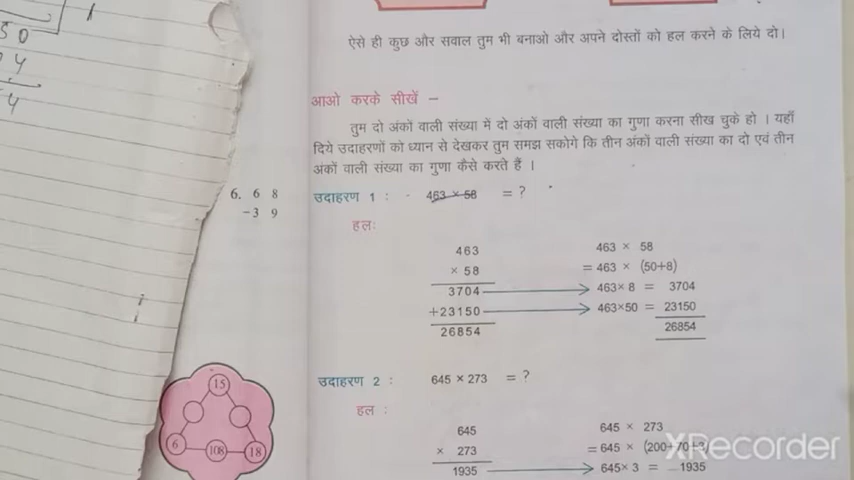 ऐसे ही कुछ और सवाल तुम भी बनाओ और अपने दोस्तों को हल करने के लिये दो।
आओ करके सीखें –
तुम दो अंकों वाली संख्या में दो अंकों वाली संख्या का गुणा करना सीख चुके हो । यहाँ
दिये उदाहरणों को ध्यान से देखकर तुम समझ सकोगे कि तीन अंकों वाली संख्या का दो एवं तीन
अंकों वाली संख्या का गुणा कैसे करते हैं ।
6. 6 8
−3 9
उदाहरण 1 : - 463 × 58 = ?
हल:
463
× 58
3704
+23150
26854
463 × 58
= 463 × (50+8)
463× 8 = 3704
463×50 = 23150
26854
15
6 108 18
उदाहरण 2 : 645 × 273 = ?
हल :
645
× 273
1935
645 × 273
= 645 × (200+70+3)
645× 3 = 1935
XRecorder